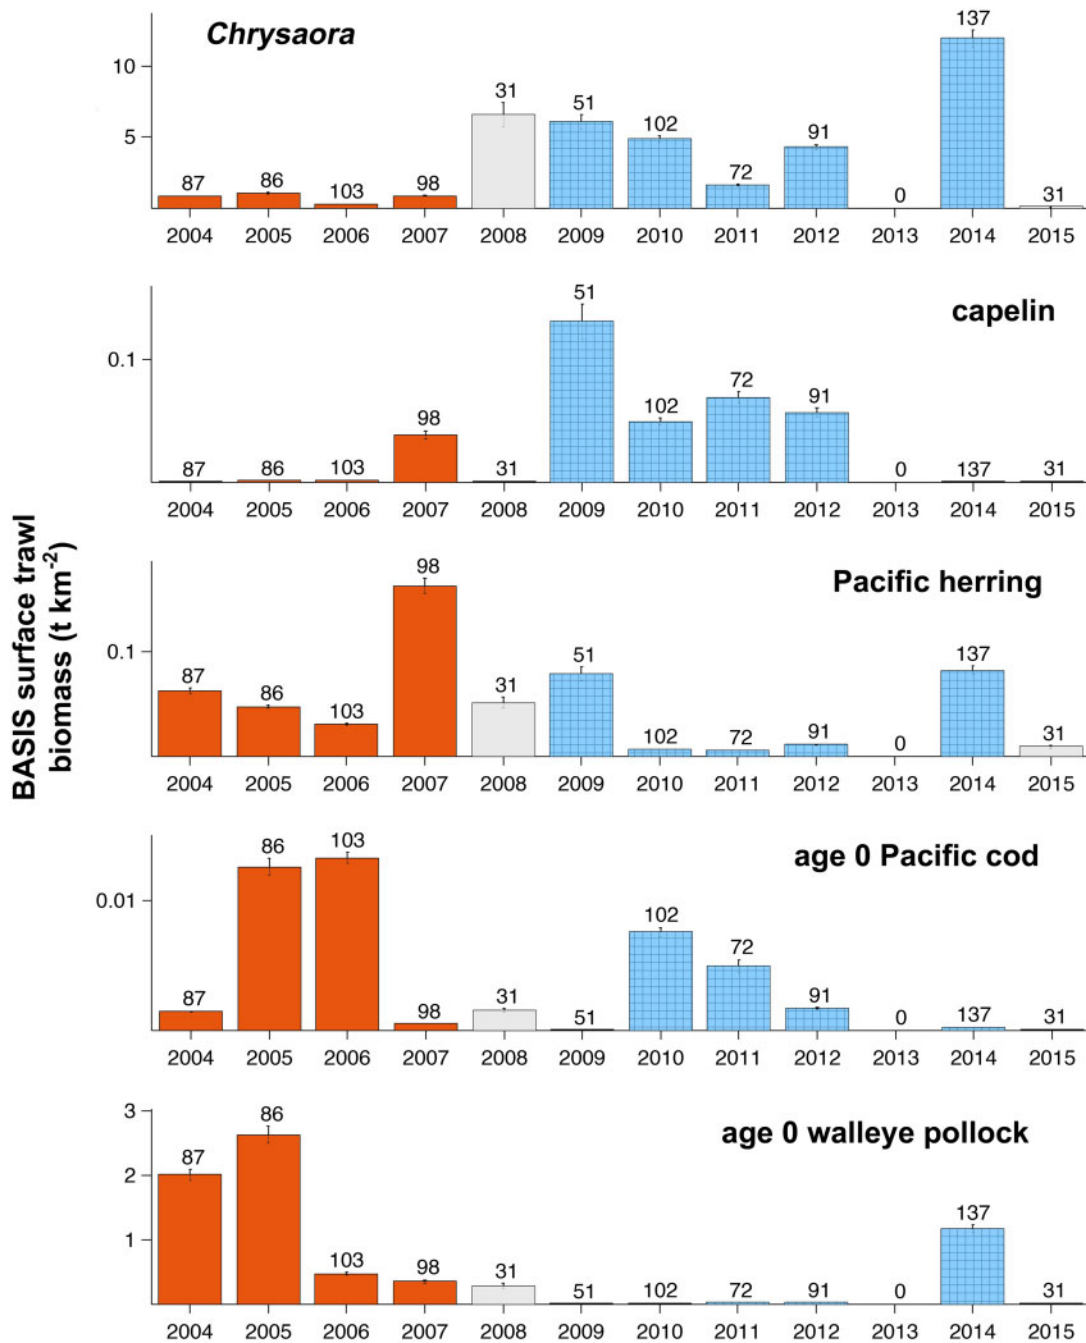 Chrysaora
10
5
87 86 103 98 31 51 102 72 91 0 137 31
2004 2005 2006 2007 2008 2009 2010 2011 2012 2013 2014 2015
capelin
0.1
87 86 103 98 31 51 102 72 91 0 137 31
2004 2005 2006 2007 2008 2009 2010 2011 2012 2013 2014 2015
BASIS surface trawl
biomass (t km⁻²)
Pacific herring
0.1
87 86 103 98 31 51 102 72 91 0 137 31
2004 2005 2006 2007 2008 2009 2010 2011 2012 2013 2014 2015
age 0 Pacific cod
0.01
87 86 103 98 31 51 102 72 91 0 137 31
2004 2005 2006 2007 2008 2009 2010 2011 2012 2013 2014 2015
age 0 walleye pollock
3
2
1
87 86 103 98 31 51 102 72 91 0 137 31
2004 2005 2006 2007 2008 2009 2010 2011 2012 2013 2014 2015